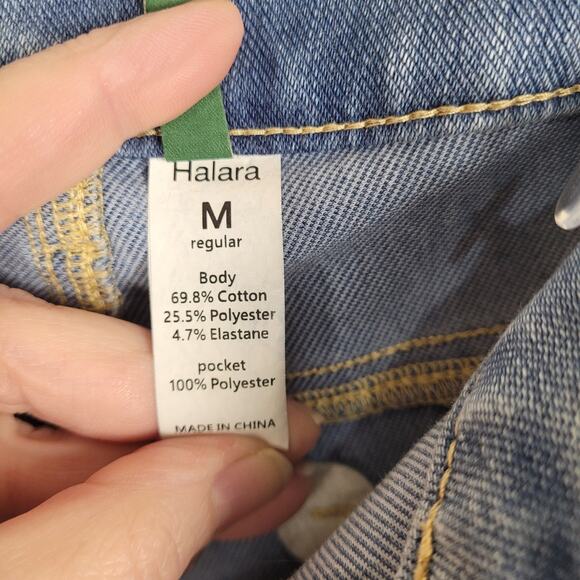 Halara
M
regular
Body
69.8% Cotton
25.5% Polyester
4.7% Elastane
pocket
100% Polyester
MADE IN CHINA